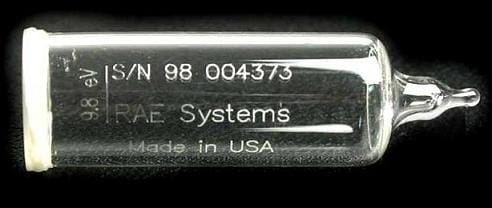 9.8 eV
S/N 98 004373
RAE Systems
Made in USA